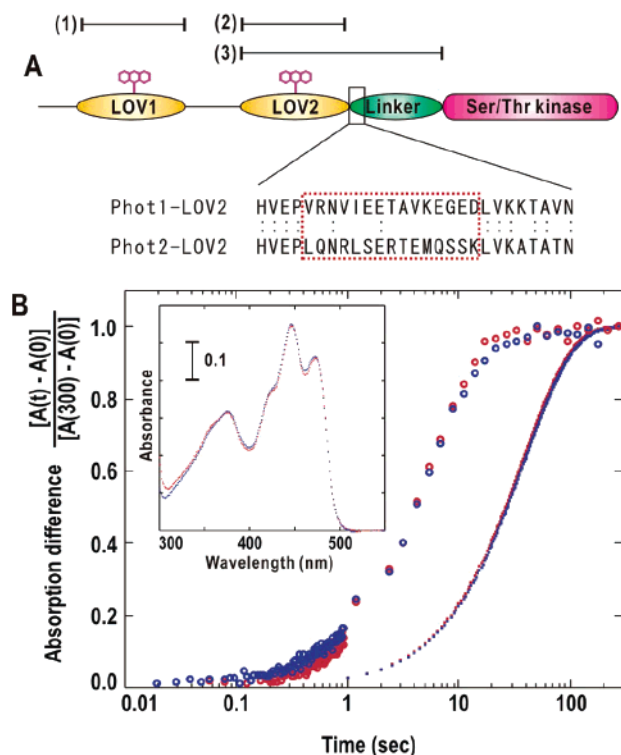 (1)
(2)
(3)
A
LOV1
LOV2
Linker
Ser/Thr kinase
Phot1-LOV2 HVEPVRNVIEETAVKEGEDLVKKTAVN
Phot2-LOV2 HVEPLQNRLSERTEMQSSKLVKATATN
B
Absorption difference
[A(t) - A(0)]
[A(300) - A(0)]
1.0
0.8
0.6
0.4
0.2
0.0
0.01 0.1 1 10 100
Time (sec)
0.1
Absorbance
300 400 500
Wavelength (nm)